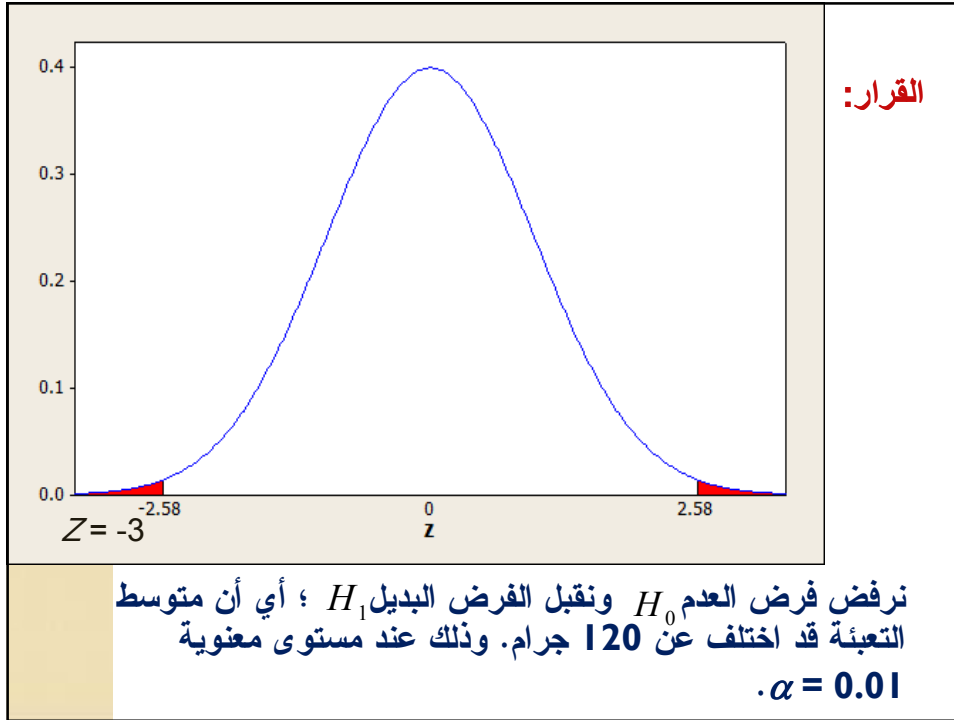 القرار:
0.4
0.3
0.2
0.1
0.0
-2.58 0 2.58
Z = -3
z
نرفض فرض العدم H₀ ونقبل الفرض البديل H₁ ؛ أي أن متوسط
التعبئة قد اختلف عن 120 جرام. وذلك عند مستوى معنوية
α = 0.01.